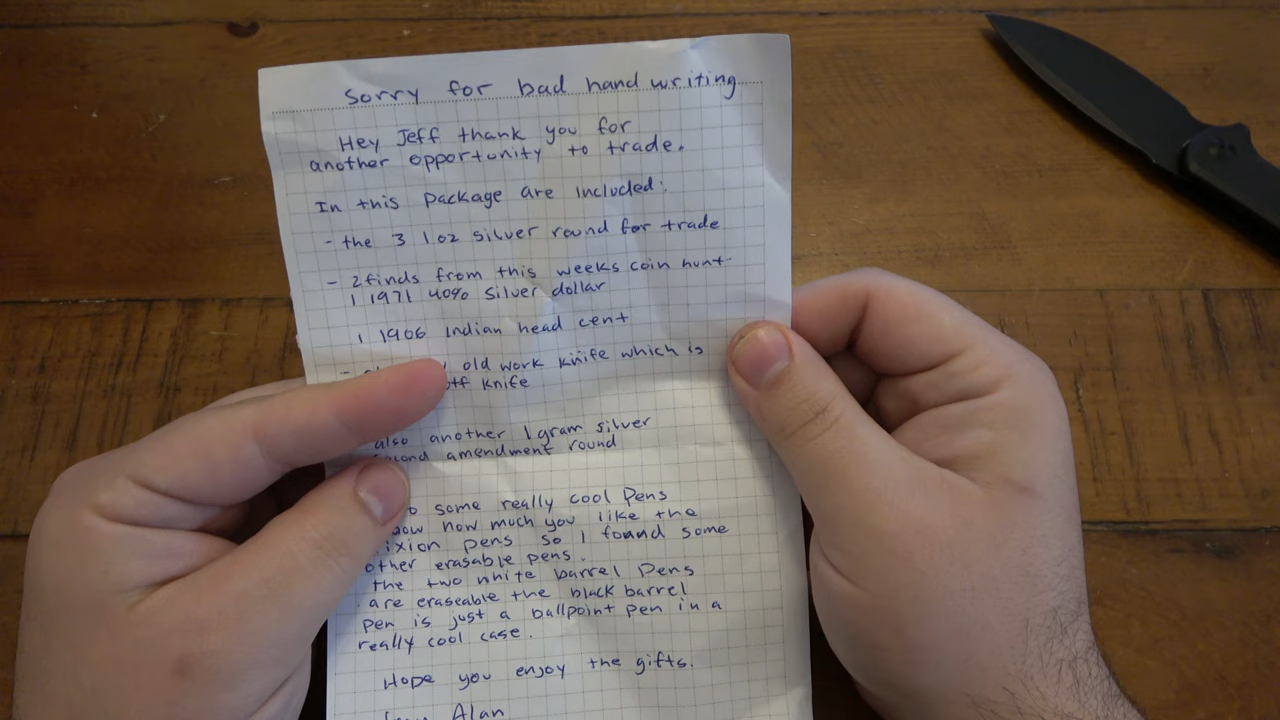 Sorry for bad hand writing
Hey Jeff thank you for
another opportunity to trade.
In this package are included:
- the 3 1oz silver round for trade
- 2 finds from this weeks coin hunt
1 1971 40% silver dollar
1 1906 Indian head cent
- old work knife which is
knife
also another 1 gram silver
amendment round
some really cool pens
how much you like the
pens so I found some
other erasable pens.
the two white barrel pens
are eraseable the black barrel
pen is just a ballpoint pen in a
really cool case.
Hope you enjoy the gifts.
Alan